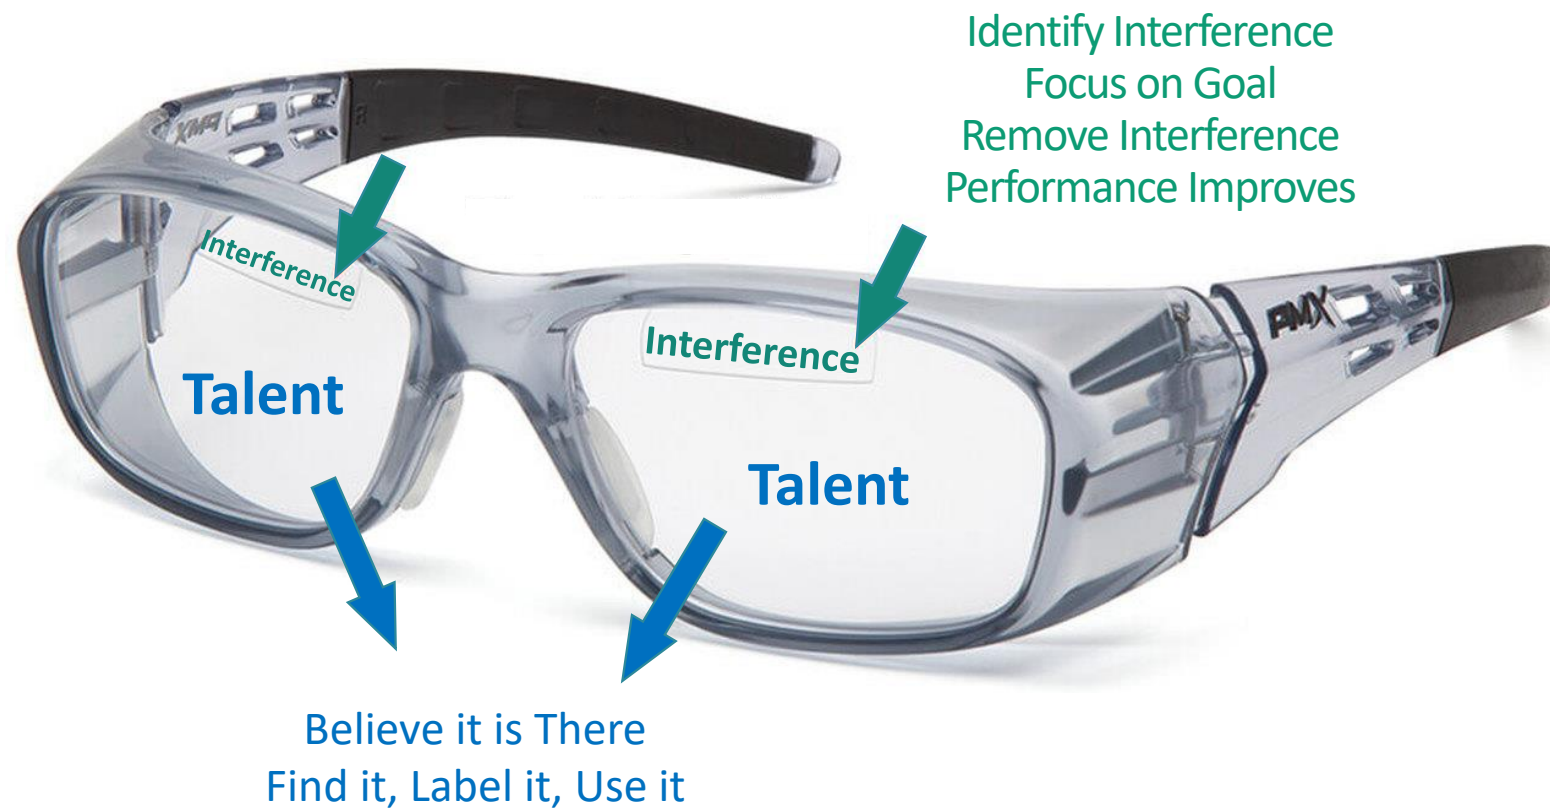 Identify Interference
Focus on Goal
Remove Interference
Performance Improves
PMX
Interference
Interference
PMX
Talent
Talent
Believe it is There
Find it, Label it, Use it